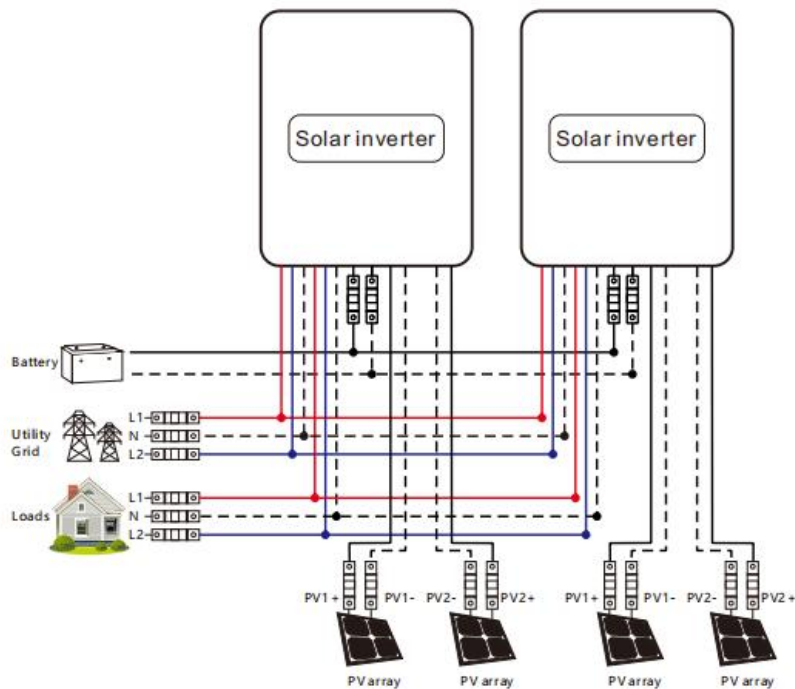 Solar inverter
Solar inverter
Battery
Utility
Grid
L1
N
L2
Loads
L1
N
L2
PV1+
PV1-
PV2-
PV2+
PV1+
PV1-
PV2-
PV2+
PV array
PV array
PV array
PV array